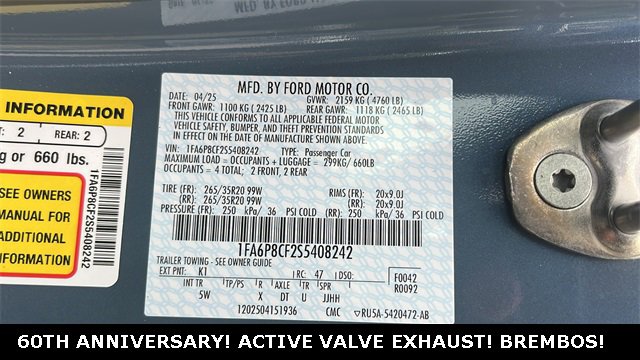 MFD. BY FORD MOTOR CO.
INFORMATION
T: 2 REAR: 2
g or 660 lbs.
SEE OWNERS
MANUAL FOR
ADDITIONAL
INFORMATION
1FA6P8CF2S5408242
MFD. BY FORD MOTOR CO.
DATE: 04/25 GVWR: 2159 KG ( 4760 LB)
FRONT GAWR: 1100 KG ( 2425 LB) REAR GAWR: 1118 KG ( 2465 LB)
THIS VEHICLE CONFORMS TO ALL APPLICABLE FEDERAL MOTOR
VEHICLE SAFETY, BUMPER, AND THEFT PREVENTION STANDARDS
IN EFFECT ON THE DATE OF MANUFACTURE SHOWN ABOVE.
VIN: 1FA6P8CF2S5408242 TYPE: Passenger Car
MAXIMUM LOAD = OCCUPANTS + LUGGAGE = 299KG/ 660LB
OCCUPANTS = 4 TOTAL; 2 FRONT, 2 REAR
TIRE (FR): 265/35R20 99W RIMS (FR): 20x9.0J
(RR): 265/35R20 99W (RR): 20x9.0J
PRESSURE (FR): 250 kPa/ 36 PSI COLD (RR): 250 kPa/ 36 PSI COLD
1FA6P8CF2S5408242
TRAILER TOWING - SEE OWNER GUIDE
EXT PNT: K1 RC: 47 DSO: F0042
R0092
INT TR TP/PS R AXLE TR SPR
5W X DT U JJHH
1202504151936 CMC RU5A-5420472-AB
60TH ANNIVERSARY! ACTIVE VALVE EXHAUST! BREMBOS!